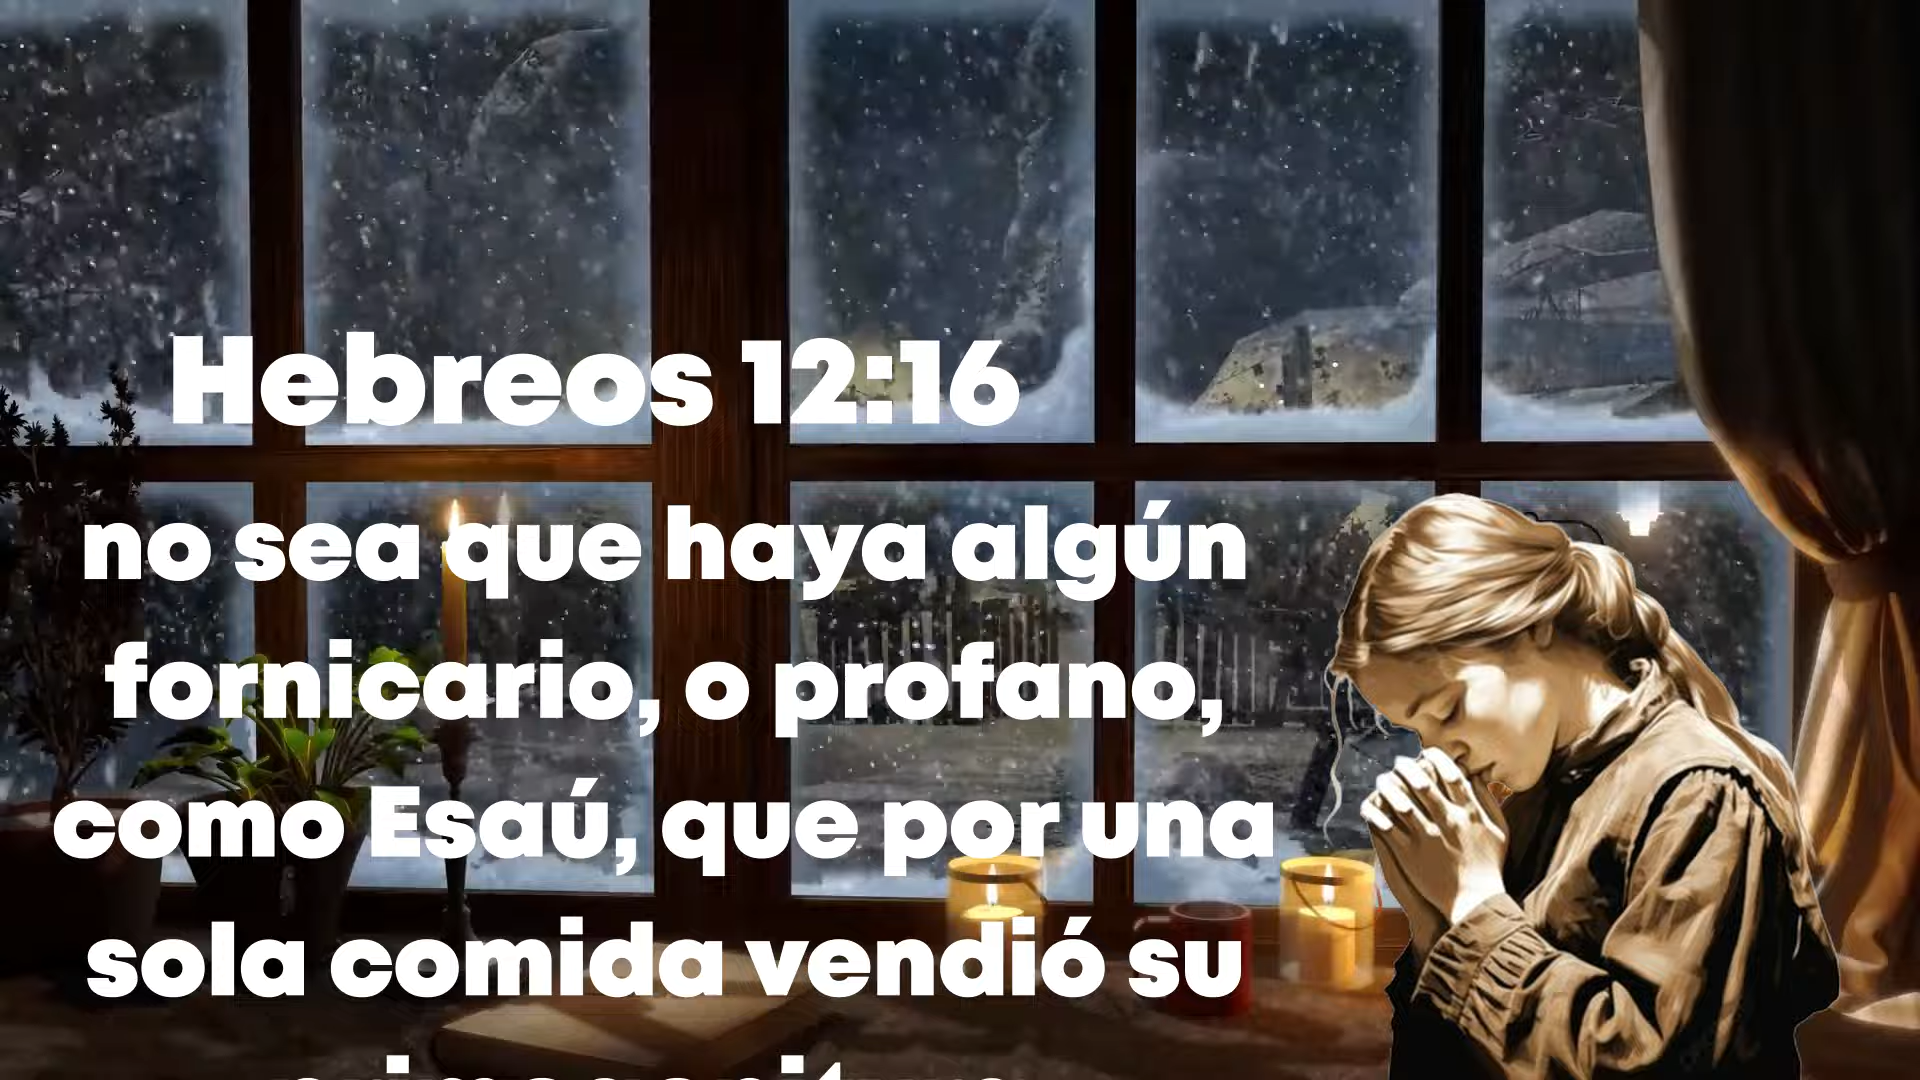 Hebreos 12:16
no sea que haya algún
fornicario, o profano,
como Esaú, que por una
sola comida vendió su